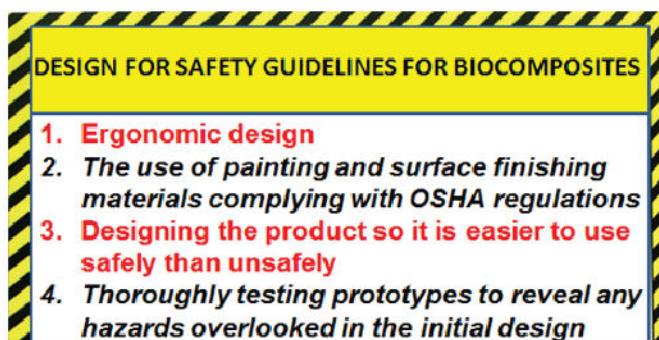 DESIGN FOR SAFETY GUIDELINES FOR BIOCOMPOSITES
1. Ergonomic design
2. The use of painting and surface finishing
materials complying with OSHA regulations
3. Designing the product so it is easier to use
safely than unsafely
4. Thoroughly testing prototypes to reveal any
hazards overlooked in the initial design